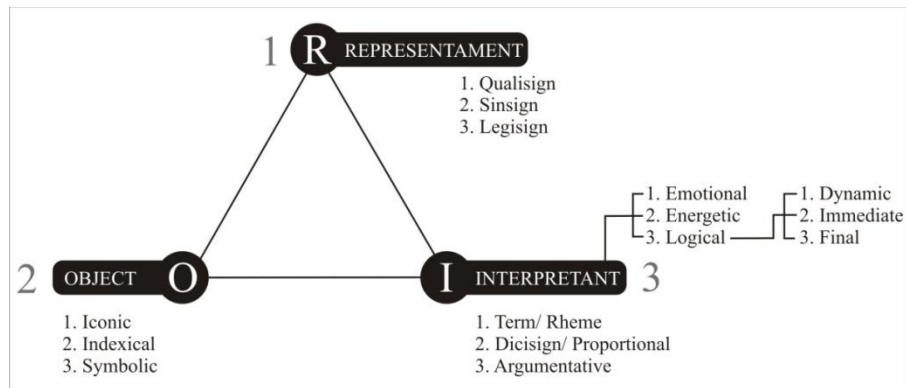 1 R REPRESENTAMENT
1. Qualisign
2. Sinsign
3. Legisign
1. Emotional
2. Energetic
3. Logical
1. Dynamic
2. Immediate
3. Final
2 OBJECT O
I INTERPRETANT 3
1. Iconic
2. Indexical
3. Symbolic
1. Term/ Rheme
2. Dicisign/ Proportional
3. Argumentative